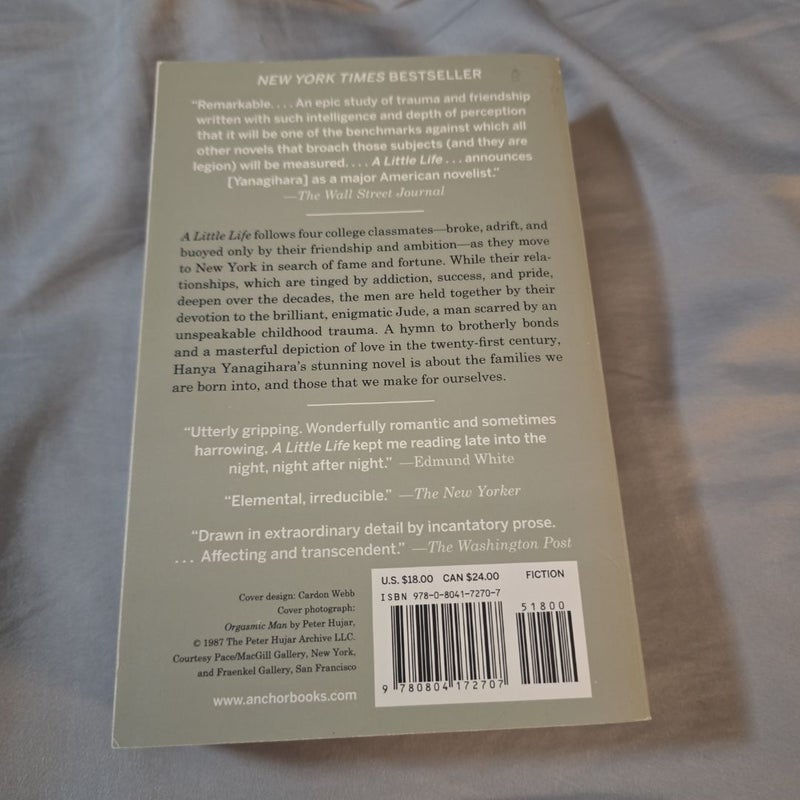 NEW YORK TIMES BESTSELLER
“Remarkable. . . . An epic study of trauma and friendship
written with such intelligence and depth of perception
that it will be one of the benchmarks against which all
other novels that broach those subjects (and they are
legion) will be measured. . . . A Little Life . . . announces
[Yanagihara] as a major American novelist.”
—The Wall Street Journal
A Little Life follows four college classmates—broke, adrift, and
buoyed only by their friendship and ambition—as they move
to New York in search of fame and fortune. While their rela-
tionships, which are tinged by addiction, success, and pride,
deepen over the decades, the men are held together by their
devotion to the brilliant, enigmatic Jude, a man scarred by an
unspeakable childhood trauma. A hymn to brotherly bonds
and a masterful depiction of love in the twenty-first century,
Hanya Yanagihara’s stunning novel is about the families we
are born into, and those that we make for ourselves.
“Utterly gripping. Wonderfully romantic and sometimes
harrowing, A Little Life kept me reading late into the
night, night after night.” —Edmund White
“Elemental, irreducible.” —The New Yorker
“Drawn in extraordinary detail by incantatory prose.
. . . Affecting and transcendent.” —The Washington Post
Cover design: Cardon Webb
Cover photograph:
Orgasmic Man by Peter Hujar,
© 1987 The Peter Hujar Archive LLC.
Courtesy Pace/MacGill Gallery, New York,
and Fraenkel Gallery, San Francisco
www.anchorbooks.com
U.S. $18.00 CAN $24.00 FICTION
ISBN 978-0-8041-7270-7
51800
9 780804 172707